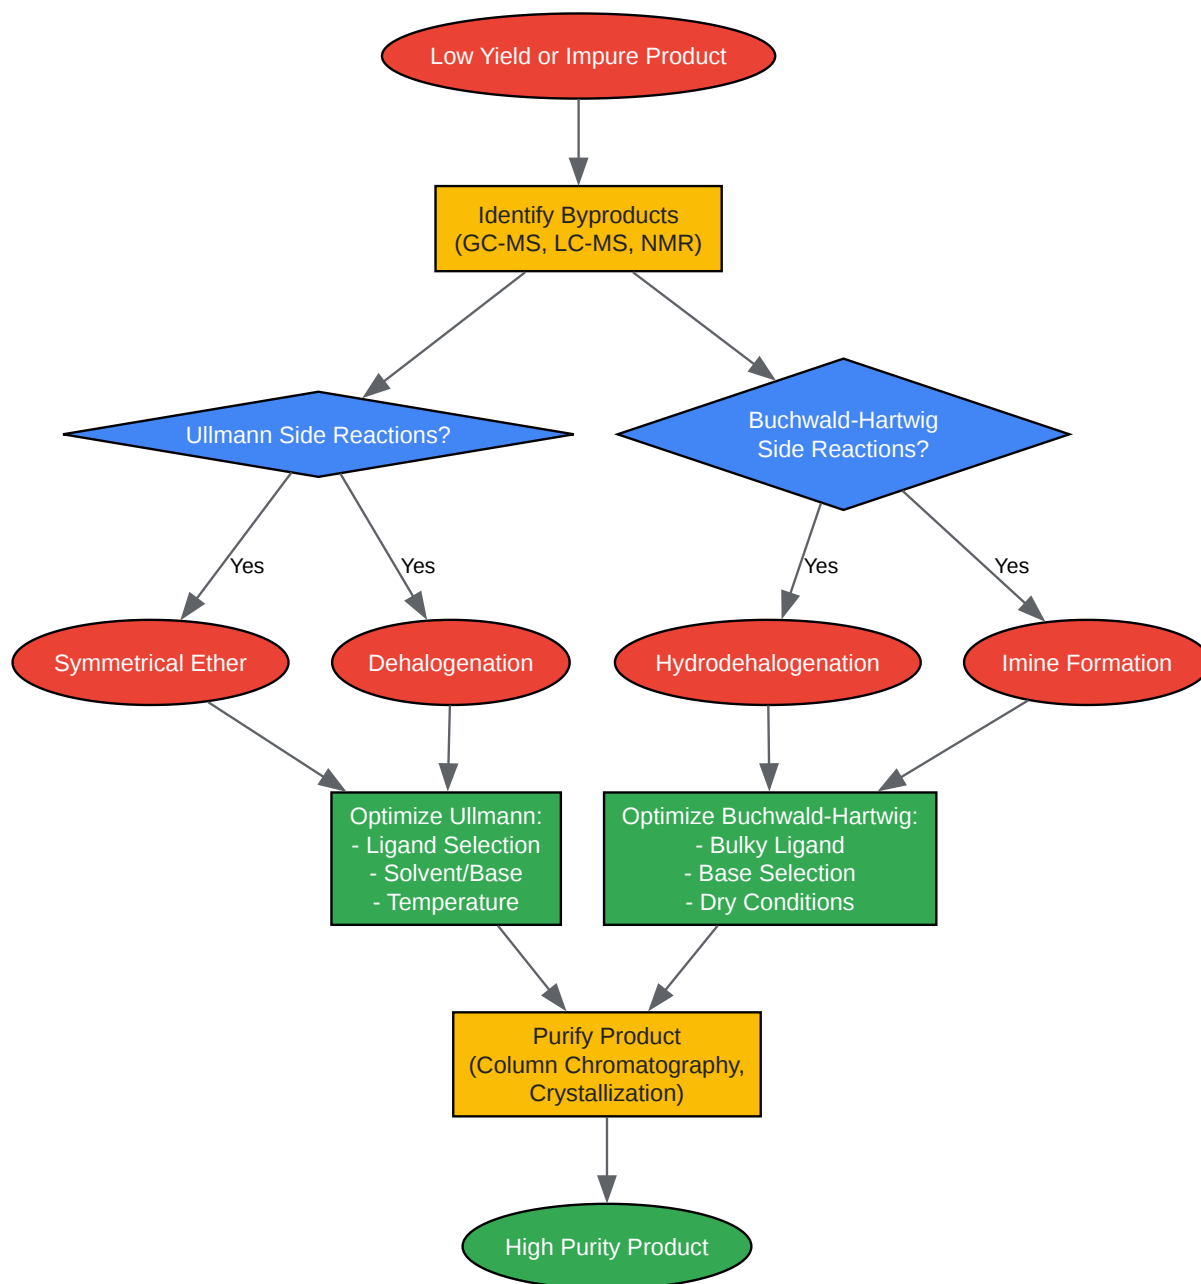 Low Yield or Impure Product
Identify Byproducts
(GC-MS, LC-MS, NMR)
Ullmann Side Reactions?
Buchwald-Hartwig
Side Reactions?
Yes
Yes
Yes
Yes
Symmetrical Ether
Dehalogenation
Hydrodehalogenation
Imine Formation
Optimize Ullmann:
- Ligand Selection
- Solvent/Base
- Temperature
Optimize Buchwald-Hartwig:
- Bulky Ligand
- Base Selection
- Dry Conditions
Purify Product
(Column Chromatography,
Crystallization)
High Purity Product